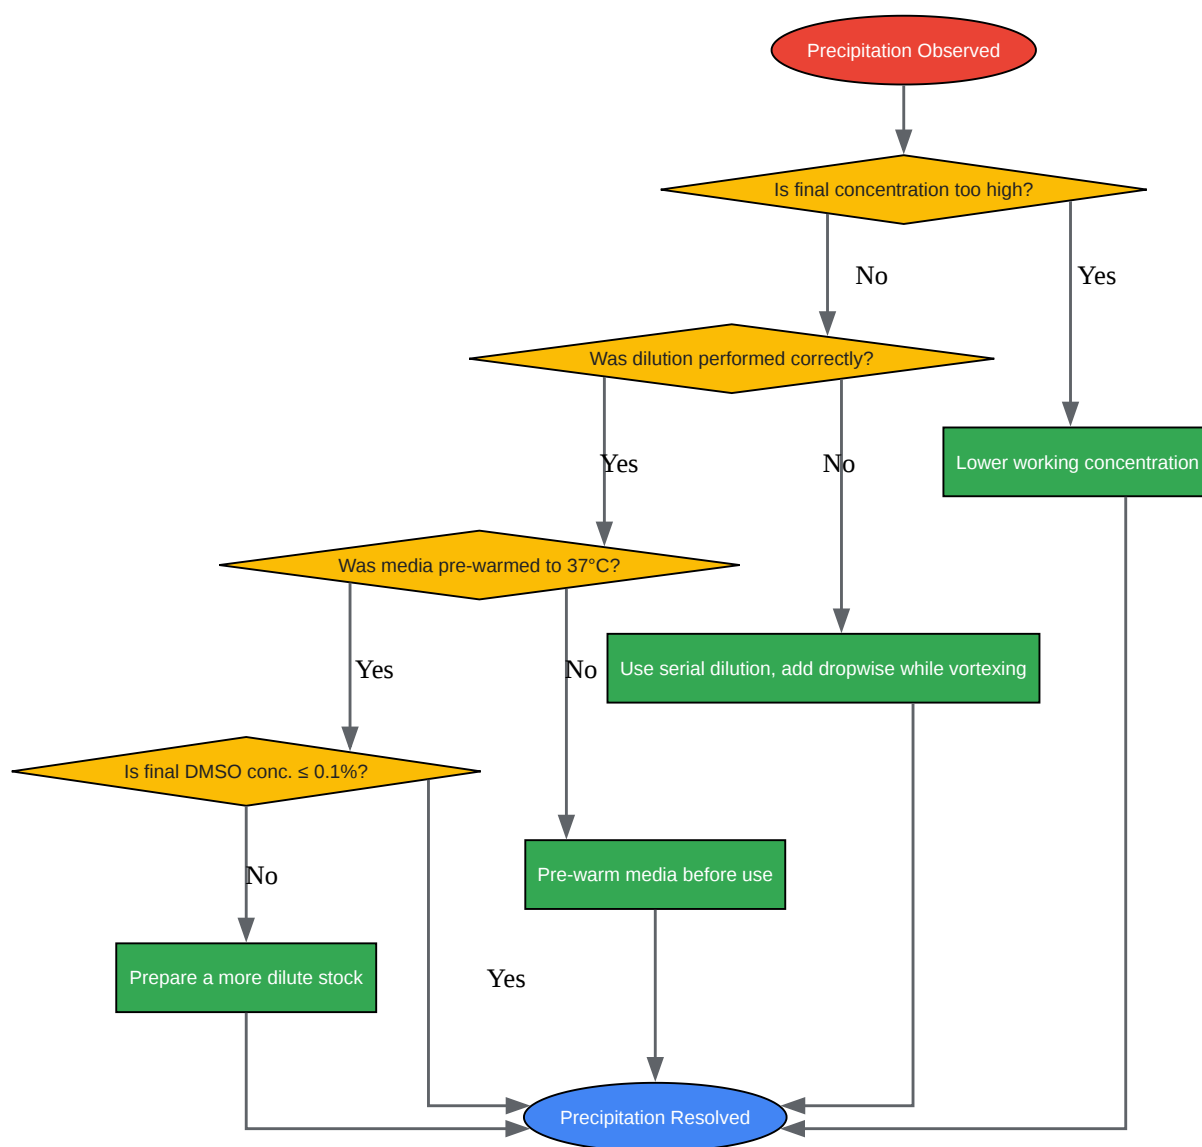 Precipitation Observed
Is final concentration too high?
No
Yes
Was dilution performed correctly?
Yes
No
Lower working concentration
Was media pre-warmed to 37°C?
Yes
No
Use serial dilution, add dropwise while vortexing
Is final DMSO conc. ≤ 0.1%?
No
Pre-warm media before use
Prepare a more dilute stock
Yes
Precipitation Resolved